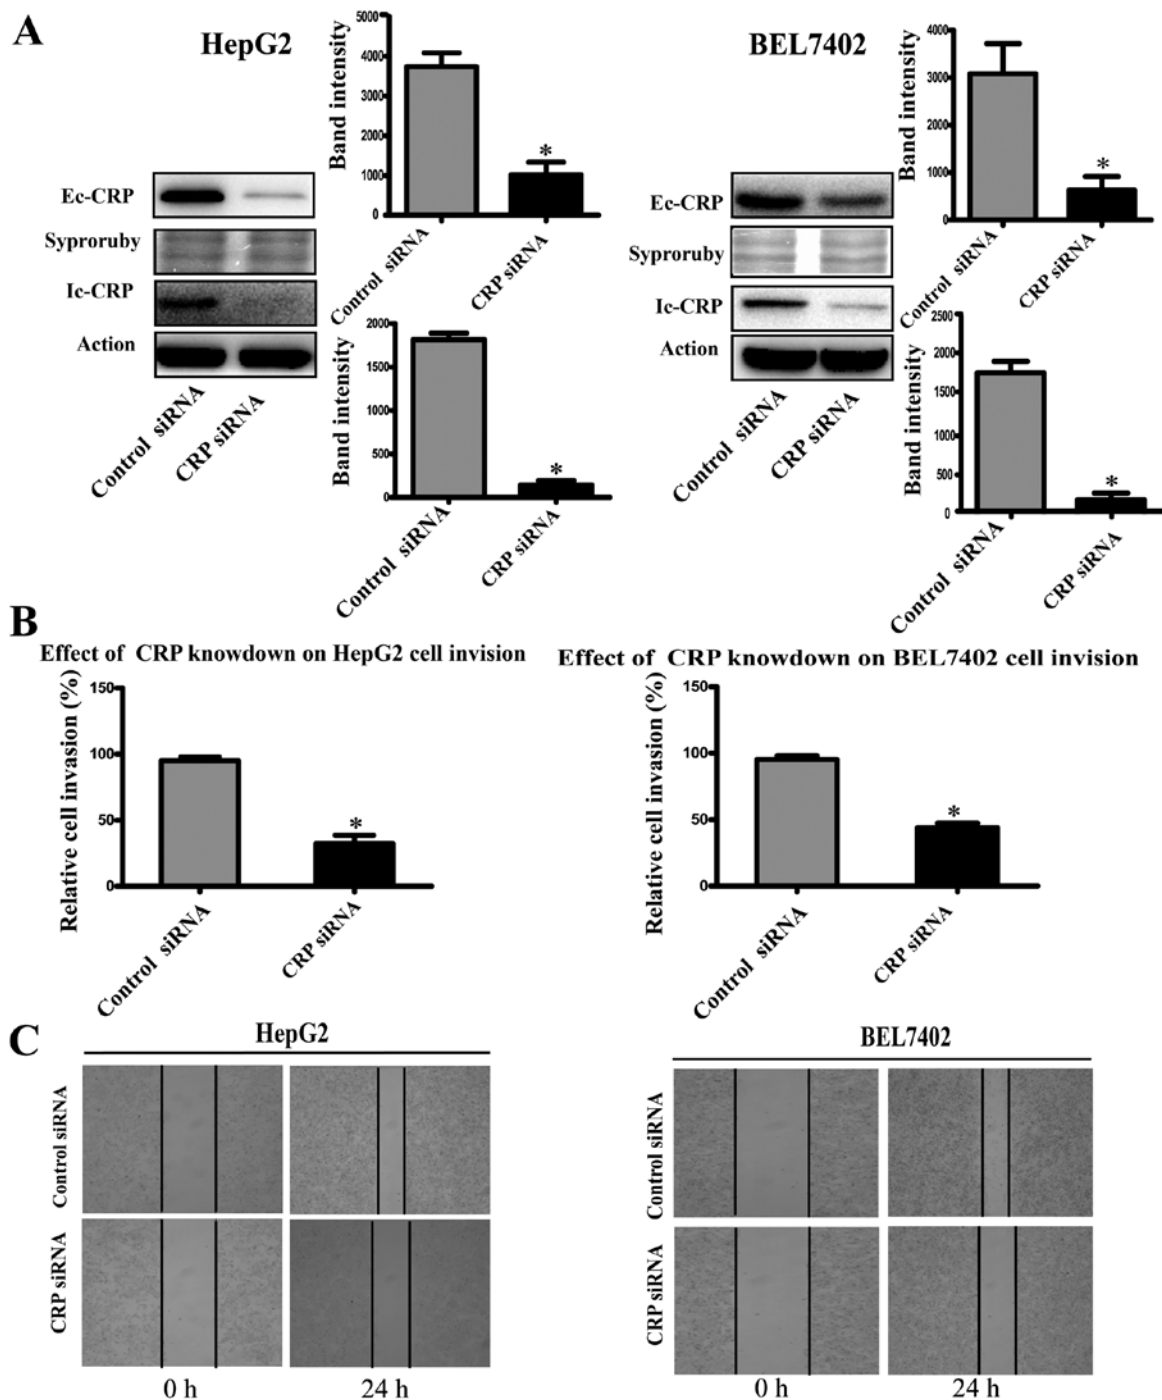 A
HepG2
Band intensity
5000
4000
3000
2000
1000
0
Control siRNA
CRP siRNA
*
Ec-CRP
Syproruby
Ic-CRP
Action
Control siRNA
CRP siRNA
Band intensity
2000
1500
1000
500
0
Control siRNA
CRP siRNA
*
BEL7402
Band intensity
4000
3000
2000
1000
0
Control siRNA
CRP siRNA
*
Ec-CRP
Syproruby
Ic-CRP
Action
Control siRNA
CRP siRNA
Band intensity
2500
2000
1500
1000
500
0
Control siRNA
CRP siRNA
*
B
Effect of CRP knowdown on HepG2 cell invision
Relative cell invasion (%)
150
100
50
0
*
Control siRNA
CRP siRNA
Effect of CRP knowdown on BEL7402 cell invision
Relative cell invasion (%)
150
100
50
0
*
Control siRNA
CRP siRNA
C
HepG2
Control siRNA
CRP siRNA
0 h
24 h
BEL7402
Control siRNA
CRP siRNA
0 h
24 h